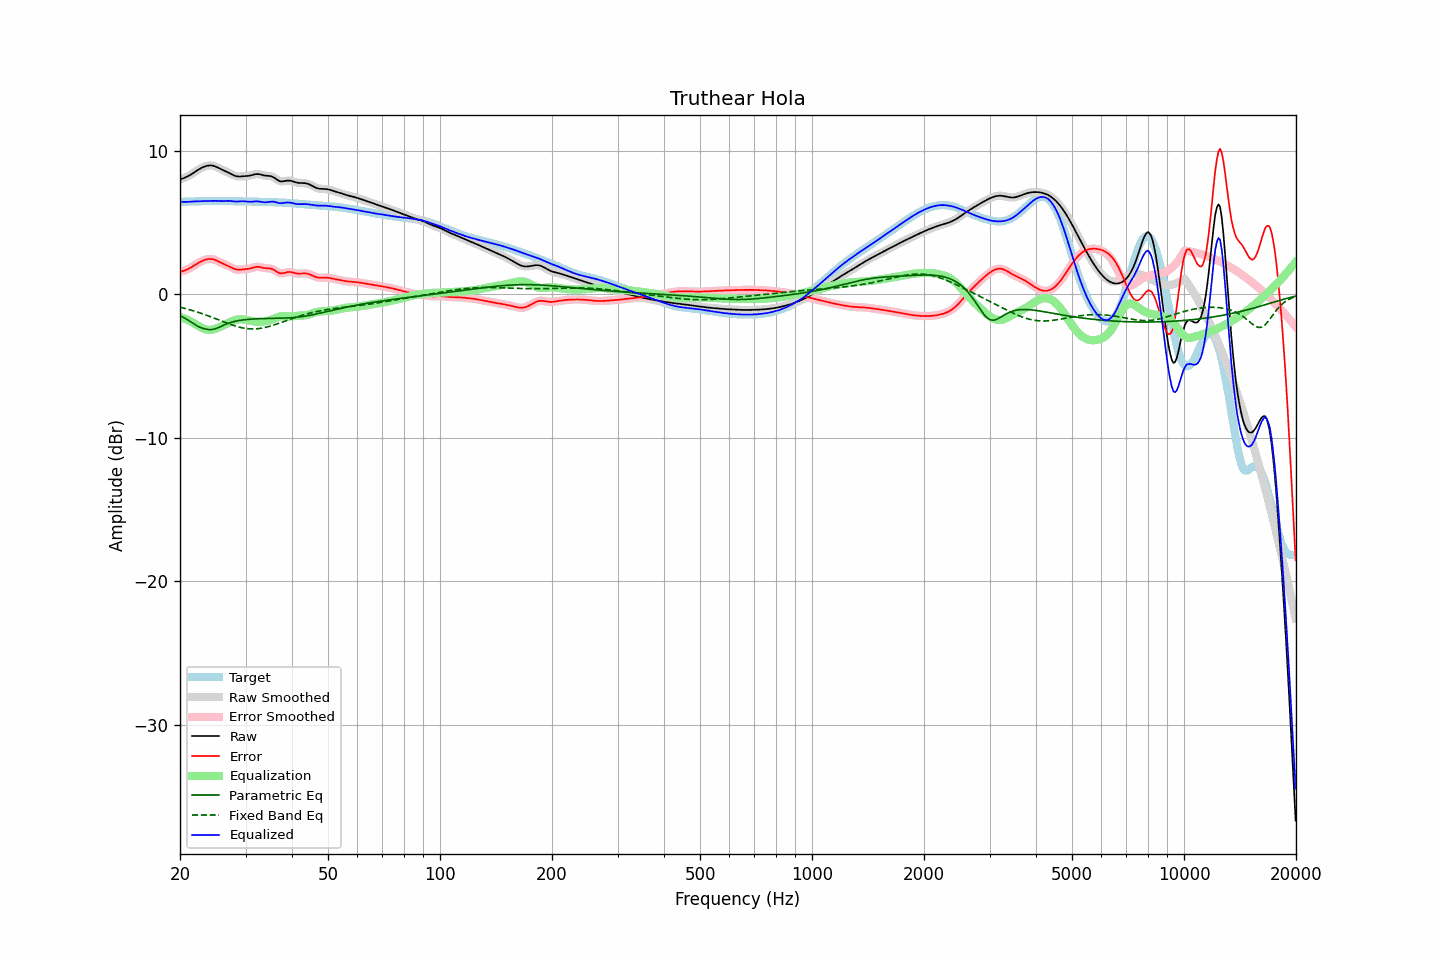 Truthear Hola
10
0
−10
−20
−30
Amplitude (dBr)
Target
Raw Smoothed
Error Smoothed
Raw
Error
Equalization
Parametric Eq
Fixed Band Eq
Equalized
20 50 100 200 500 1000 2000 5000 10000 20000
Frequency (Hz)